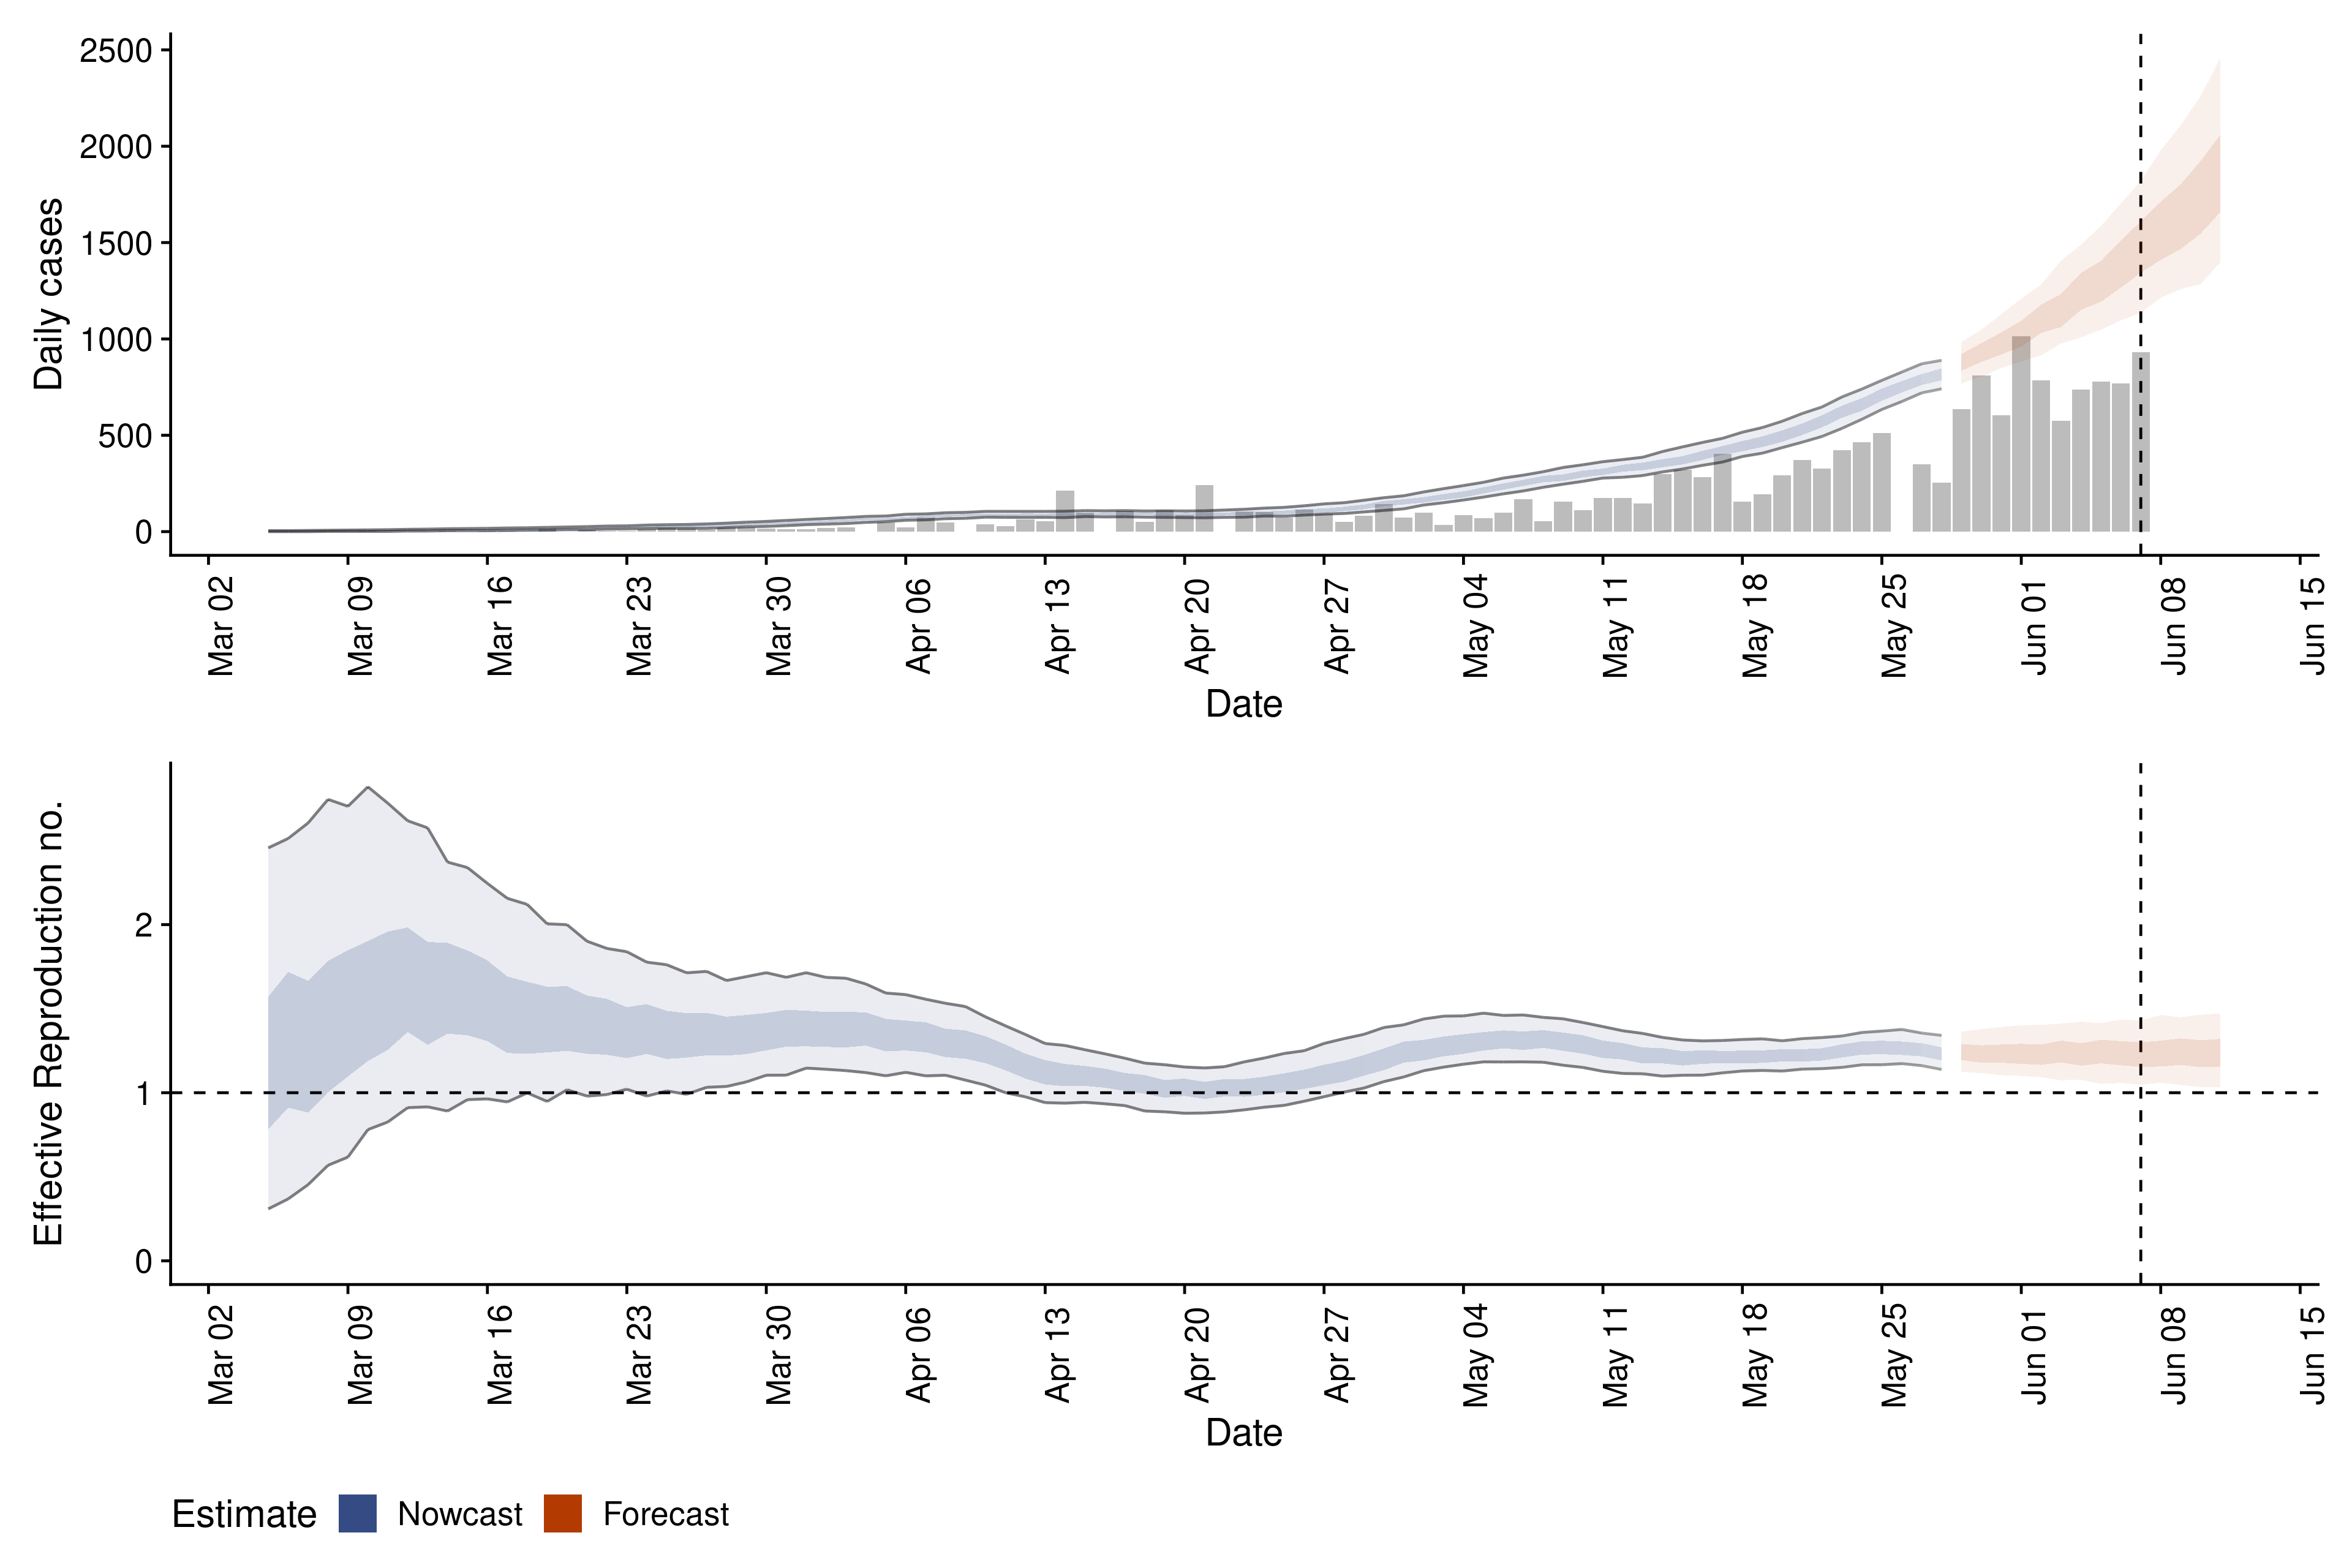 Daily cases
2500
2000
1500
1000
500
0
Mar 02
Mar 09
Mar 16
Mar 23
Mar 30
Apr 06
Apr 13
Apr 20
Apr 27
May 04
May 11
May 18
May 25
Jun 01
Jun 08
Jun 15
Date
Effective Reproduction no.
2
1
0
Mar 02
Mar 09
Mar 16
Mar 23
Mar 30
Apr 06
Apr 13
Apr 20
Apr 27
May 04
May 11
May 18
May 25
Jun 01
Jun 08
Jun 15
Date
Estimate Nowcast Forecast